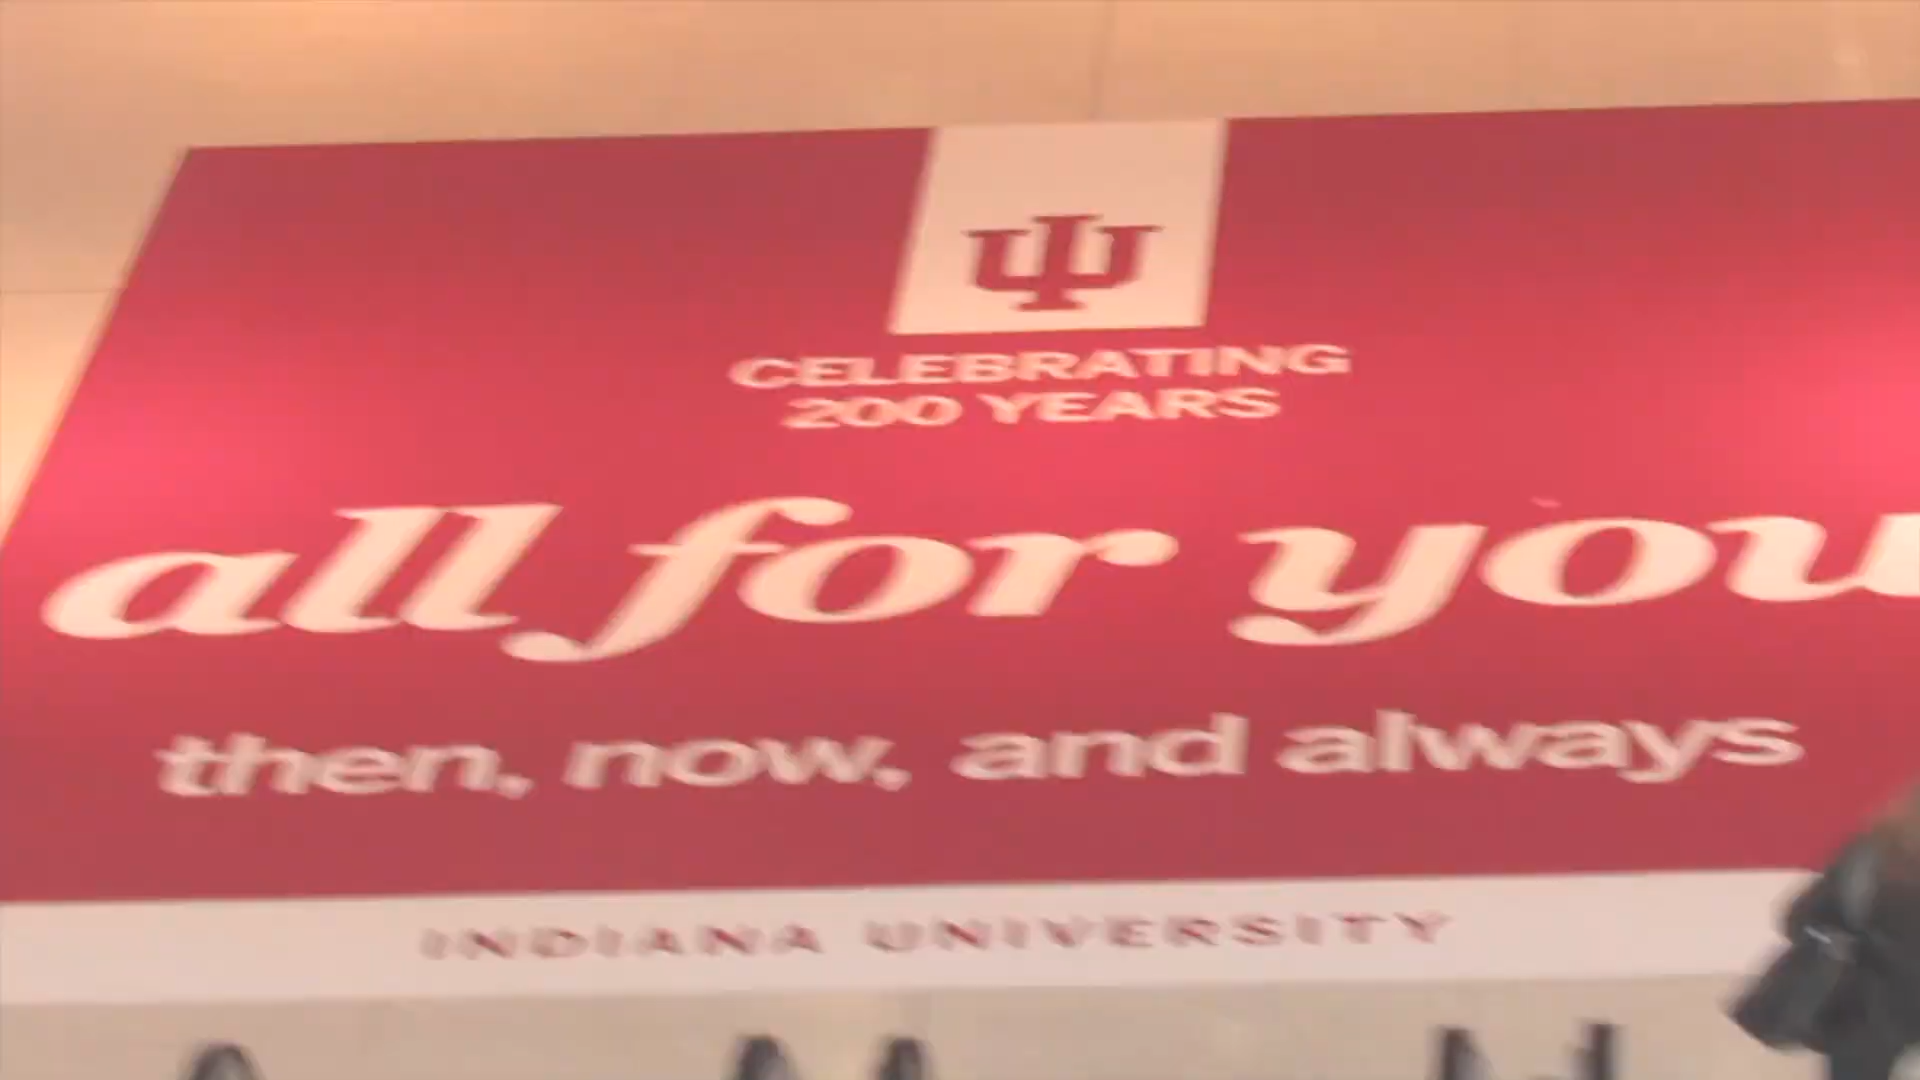 IU
CELEBRATING
200 YEARS
all for you
then, now, and always
INDIANA UNIVERSITY